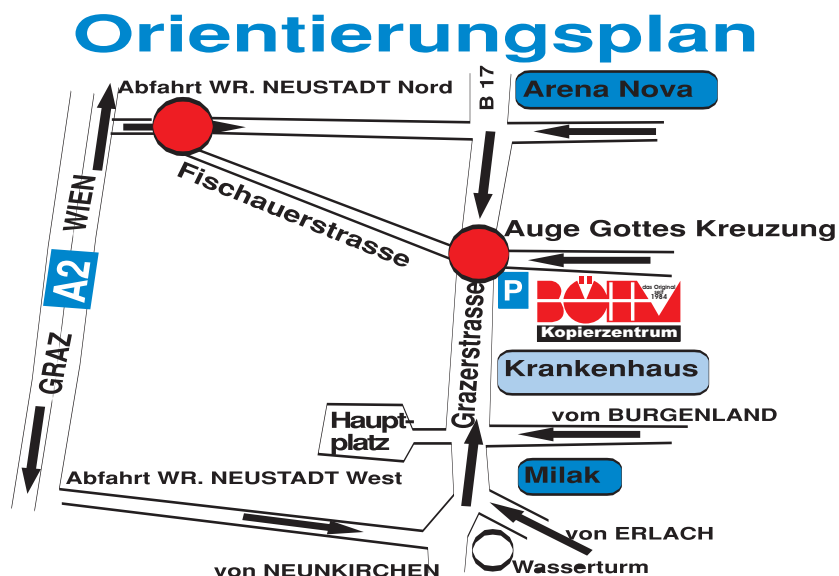 Orientierungsplan
Abfahrt WR. NEUSTADT Nord
B 17
Arena Nova
WIEN
Fischauerstrasse
Auge Gottes Kreuzung
A2
P
BÖHM
das Original
seit
1984
Kopierzentrum
GRAZ
Grazerstrasse
Krankenhaus
Haupt-
platz
vom BURGENLAND
Abfahrt WR. NEUSTADT West
Milak
von ERLACH
von NEUNKIRCHEN
Wasserturm